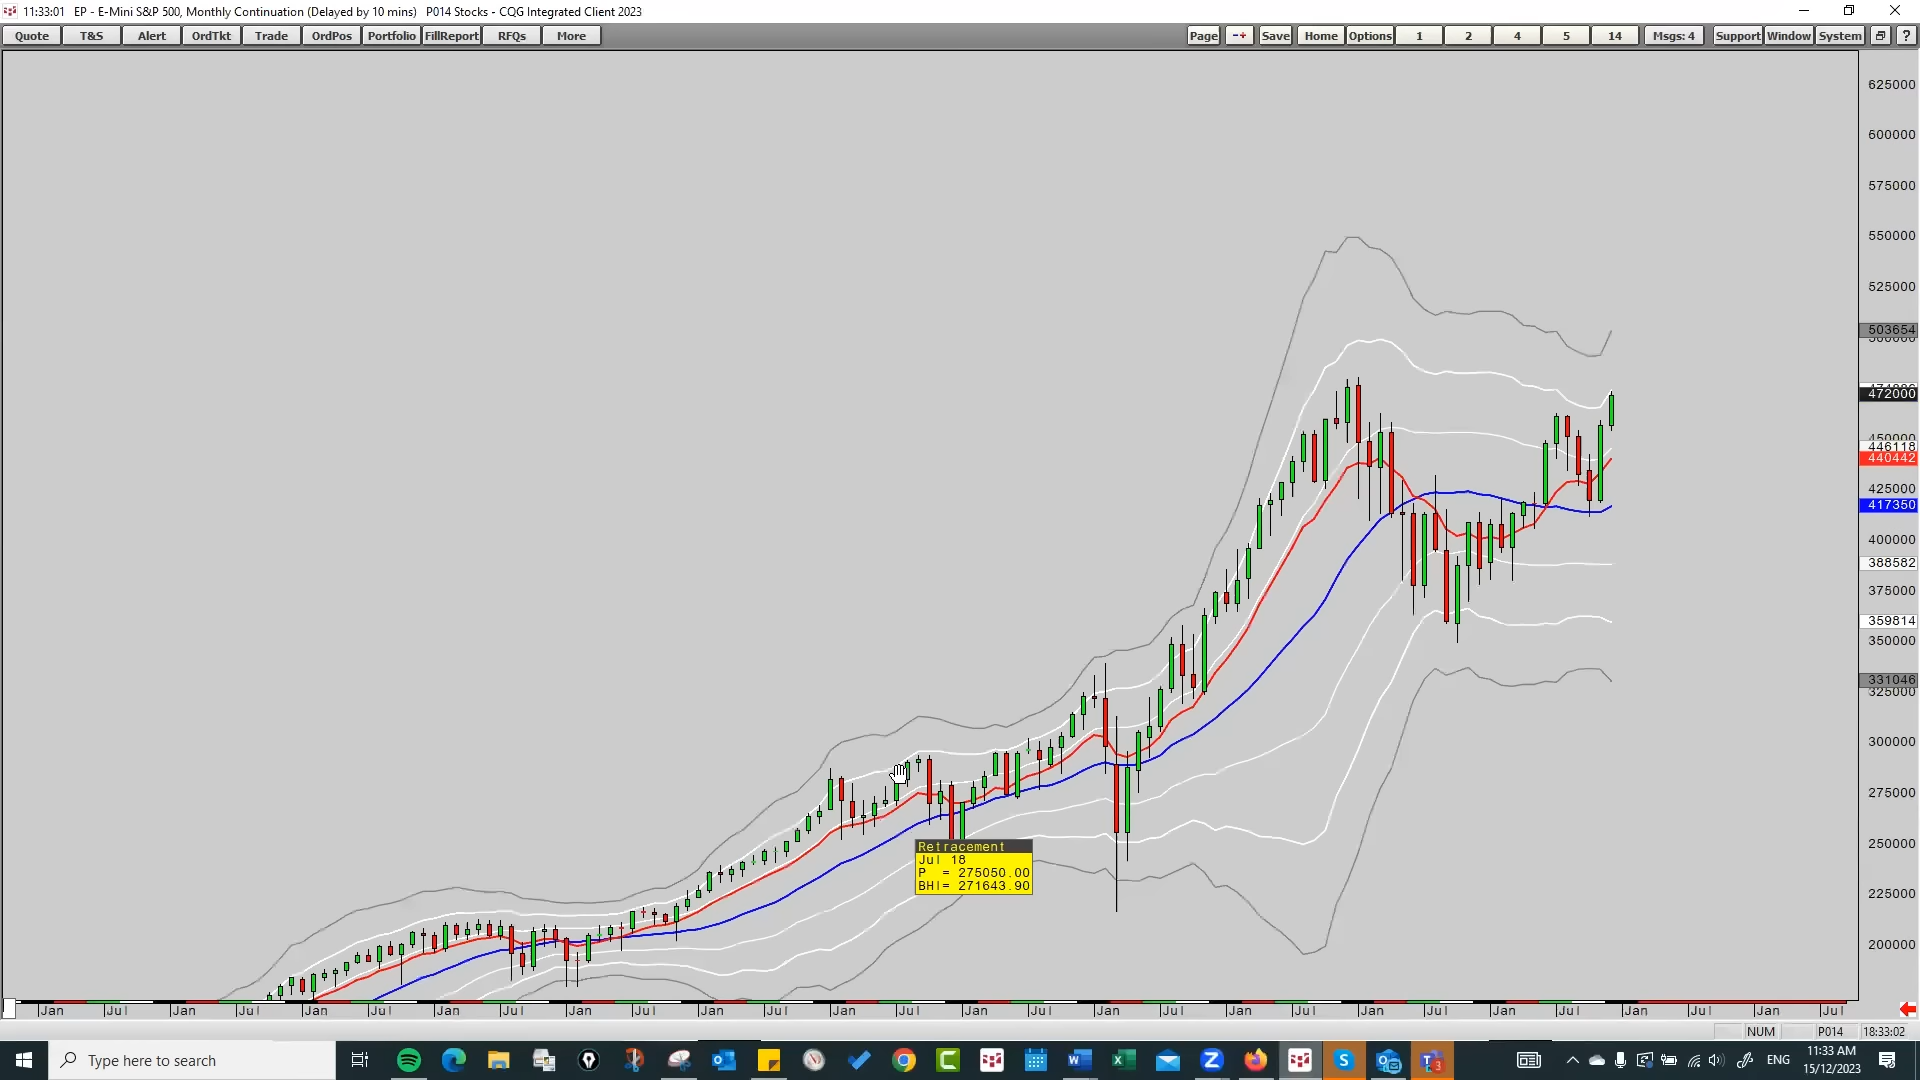 11:33:01 EP - E-Mini S&P 500, Monthly Continuation (Delayed by 10 mins) P014 Stocks - CQG Integrated Client 2023
Quote T&S Alert OrdTkt Trade OrdPos Portfolio FillReport RFQs More Page -+ Save Home Options 1 2 4 5 14 Msgs: 4 Support Window System ?
625000
600000
575000
550000
525000
503654
472000
446118
440442
425000
417350
400000
388582
375000
359814
350000
331046
325000
300000
275000
250000
225000
200000
Retracement
Jul 18
P = 275050.00
BHI= 271643.90
Jan Jul Jan Jul Jan Jul Jan Jul Jan Jul Jan Jul Jan Jul Jan Jul Jan Jul Jan Jul Jan Jul Jan Jul Jan Jul Jan Jul
NUM P014 18:33:02
Type here to search
ENG
11:33 AM
15/12/2023